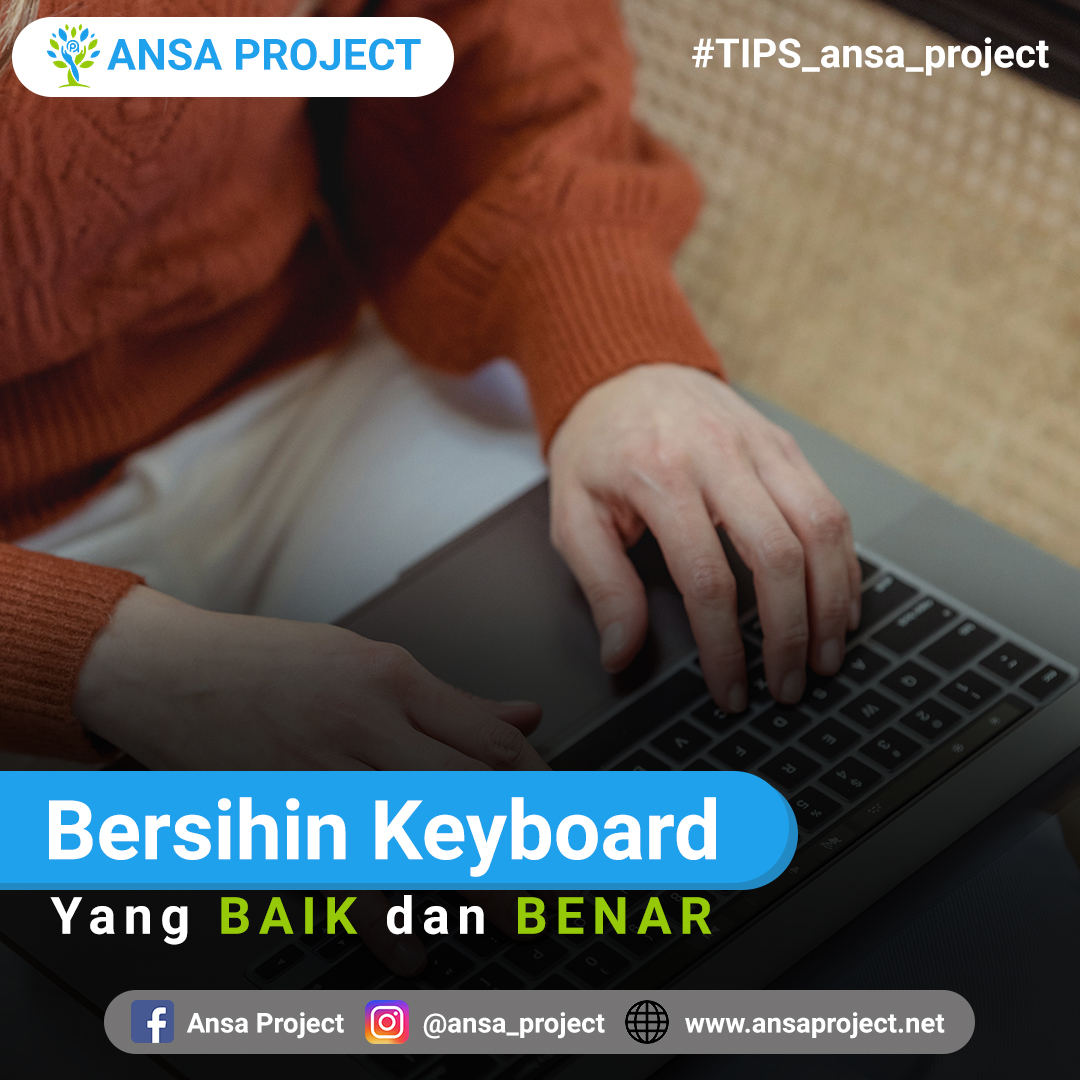 ANSA PROJECT
#TIPS_ansa_project
Bersihin Keyboard
Yang BAIK dan BENAR
Ansa Project @ansa_project www.ansaproject.net